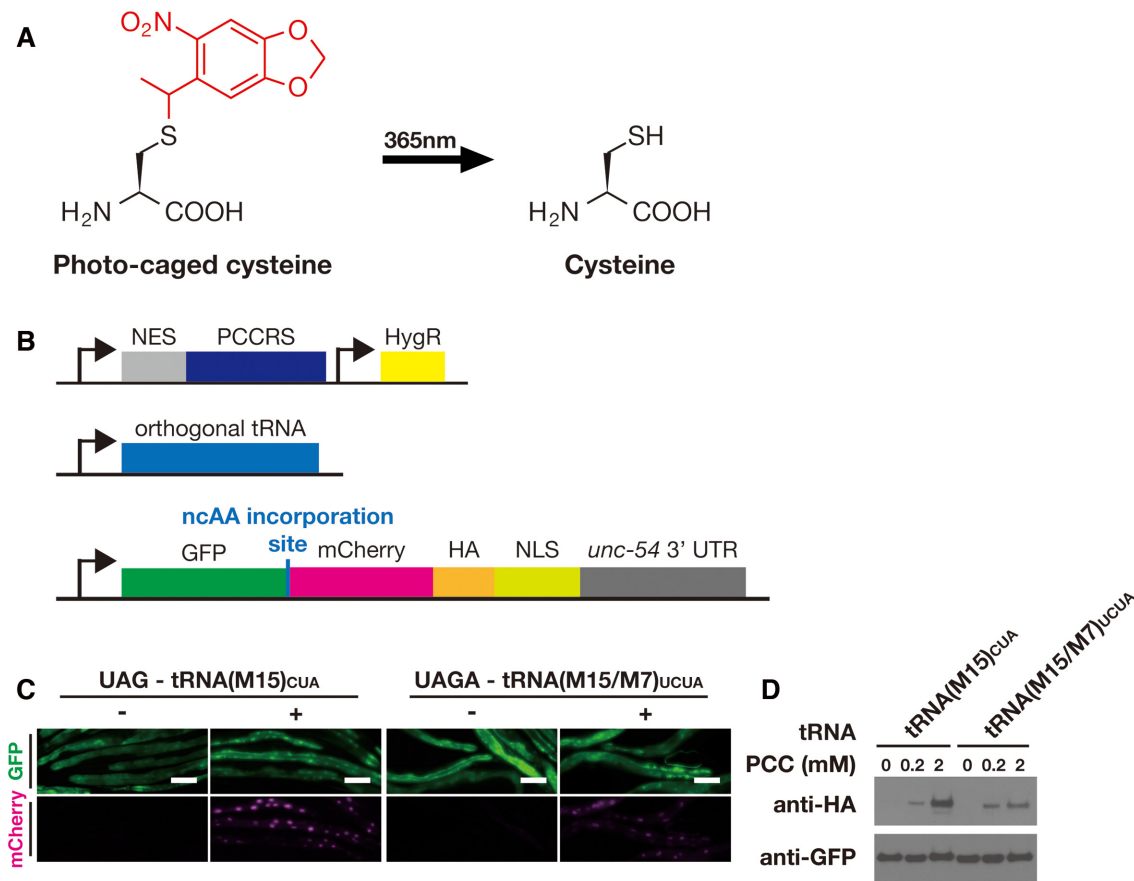 A
O₂N
O
O
S
H₂N
COOH
Photo-caged cysteine
365nm
SH
H₂N
COOH
Cysteine
B
NES PCCRS HygR
orthogonal tRNA
ncAA incorporation
site
GFP mCherry HA NLS unc-54 3’ UTR
C
UAG - tRNA(M15)CUA UAGA - tRNA(M15/M7)UCUA
- + - +
GFP
mCherry
D
tRNA tRNA(M15)CUA tRNA(M15/M7)UCUA
PCC (mM) 0 0.2 2 0 0.2 2
anti-HA
anti-GFP